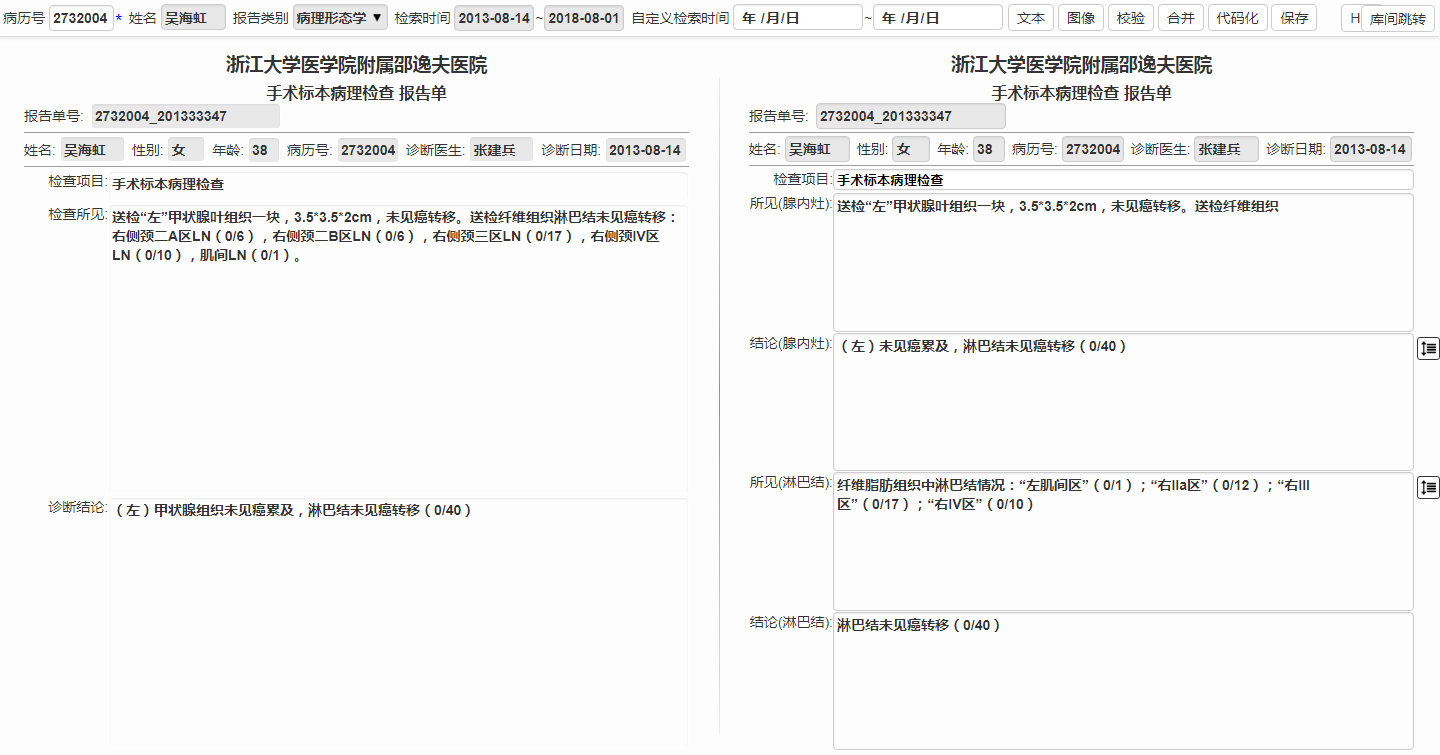 病历号 2732004 * 姓名 吴海虹 报告类别 病理形态学 ▼ 检索时间 2013-08-14 ~ 2018-08-01 自定义检索时间 年 /月/日 ~ 年 /月/日 文本 图像 校验 合并 代码化 保存 H 库间跳转
浙江大学医学院附属邵逸夫医院
手术标本病理检查 报告单
报告单号: 2732004_201333347
姓名: 吴海虹 性别: 女 年龄: 38 病历号: 2732004 诊断医生: 张建兵 诊断日期: 2013-08-14
检查项目: 手术标本病理检查
检查所见: 送检“左”甲状腺叶组织一块，3.5*3.5*2cm，未见癌转移。送检纤维组织淋巴结未见癌转移：
右侧颈二A区LN（0/6），右侧颈二B区LN（0/6），右侧颈三区LN（0/17），右侧颈IV区
LN（0/10），肌间LN（0/1）。
诊断结论: （左）甲状腺组织未见癌累及，淋巴结未见癌转移（0/40）
浙江大学医学院附属邵逸夫医院
手术标本病理检查 报告单
报告单号: 2732004_201333347
姓名: 吴海虹 性别: 女 年龄: 38 病历号: 2732004 诊断医生: 张建兵 诊断日期: 2013-08-14
检查项目: 手术标本病理检查
所见(腺内灶): 送检“左”甲状腺叶组织一块，3.5*3.5*2cm，未见癌转移。送检纤维组织
结论(腺内灶): （左）未见癌累及，淋巴结未见癌转移（0/40）
所见(淋巴结): 纤维脂肪组织中淋巴结情况：“左肌间区”（0/1）；“右IIa区”（0/12）；“右III
区”（0/17）；“右IV区”（0/10）
结论(淋巴结): 淋巴结未见癌转移（0/40）